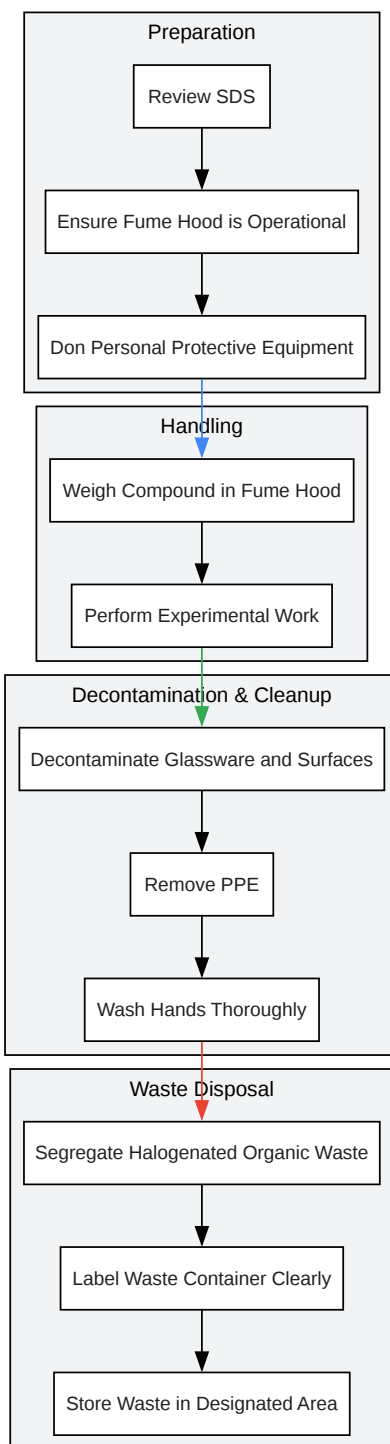 Preparation
Review SDS
Ensure Fume Hood is Operational
Don Personal Protective Equipment
Handling
Weigh Compound in Fume Hood
Perform Experimental Work
Decontamination & Cleanup
Decontaminate Glassware and Surfaces
Remove PPE
Wash Hands Thoroughly
Waste Disposal
Segregate Halogenated Organic Waste
Label Waste Container Clearly
Store Waste in Designated Area